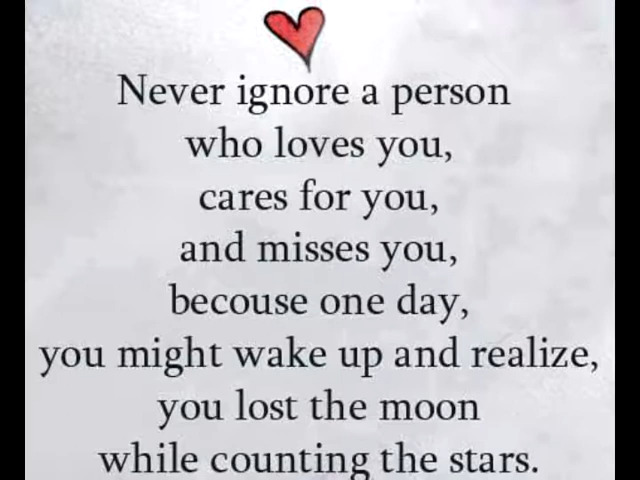 Never ignore a person
who loves you,
cares for you,
and misses you,
becouse one day,
you might wake up and realize,
you lost the moon
while counting the stars.